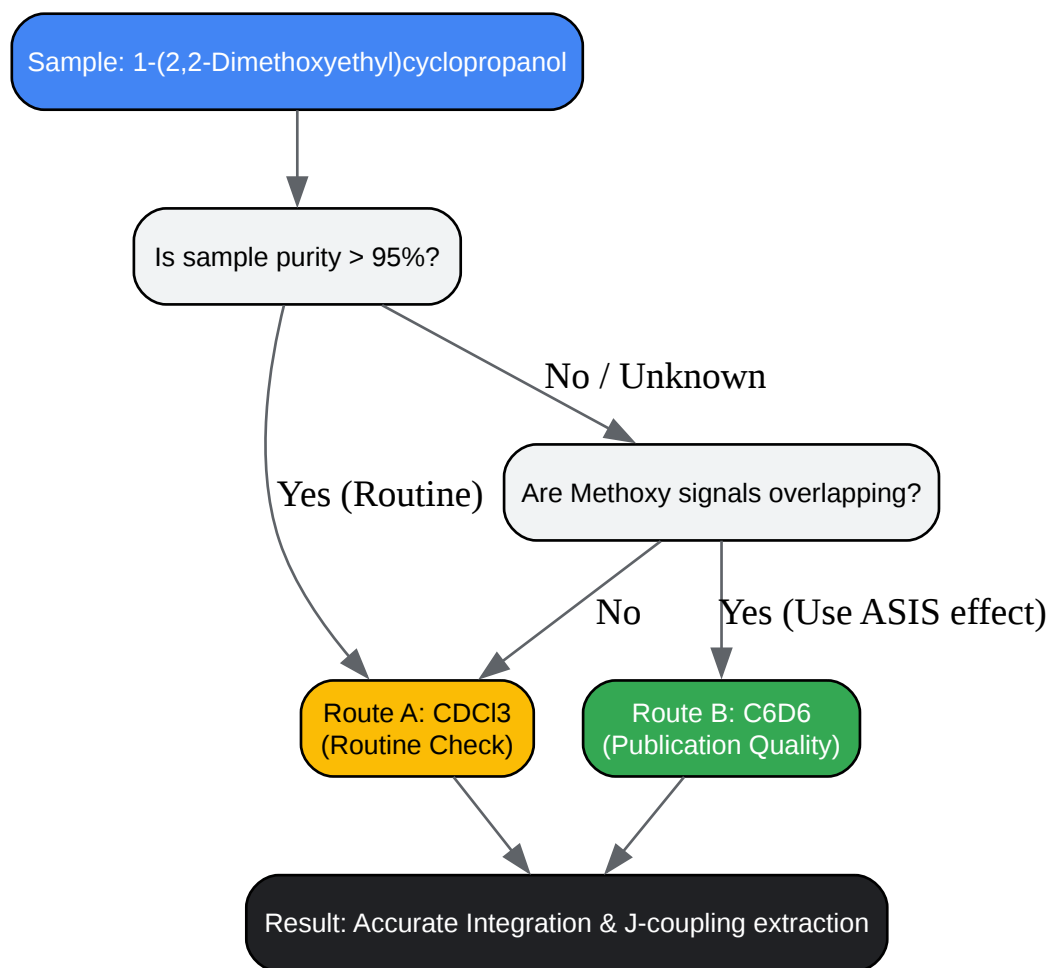 Sample: 1-(2,2-Dimethoxyethyl)cyclopropanol
Is sample purity > 95%?
No / Unknown
Yes (Routine)
Are Methoxy signals overlapping?
No
Yes (Use ASIS effect)
Route A: CDCl3
(Routine Check)
Route B: C6D6
(Publication Quality)
Result: Accurate Integration & J-coupling extraction